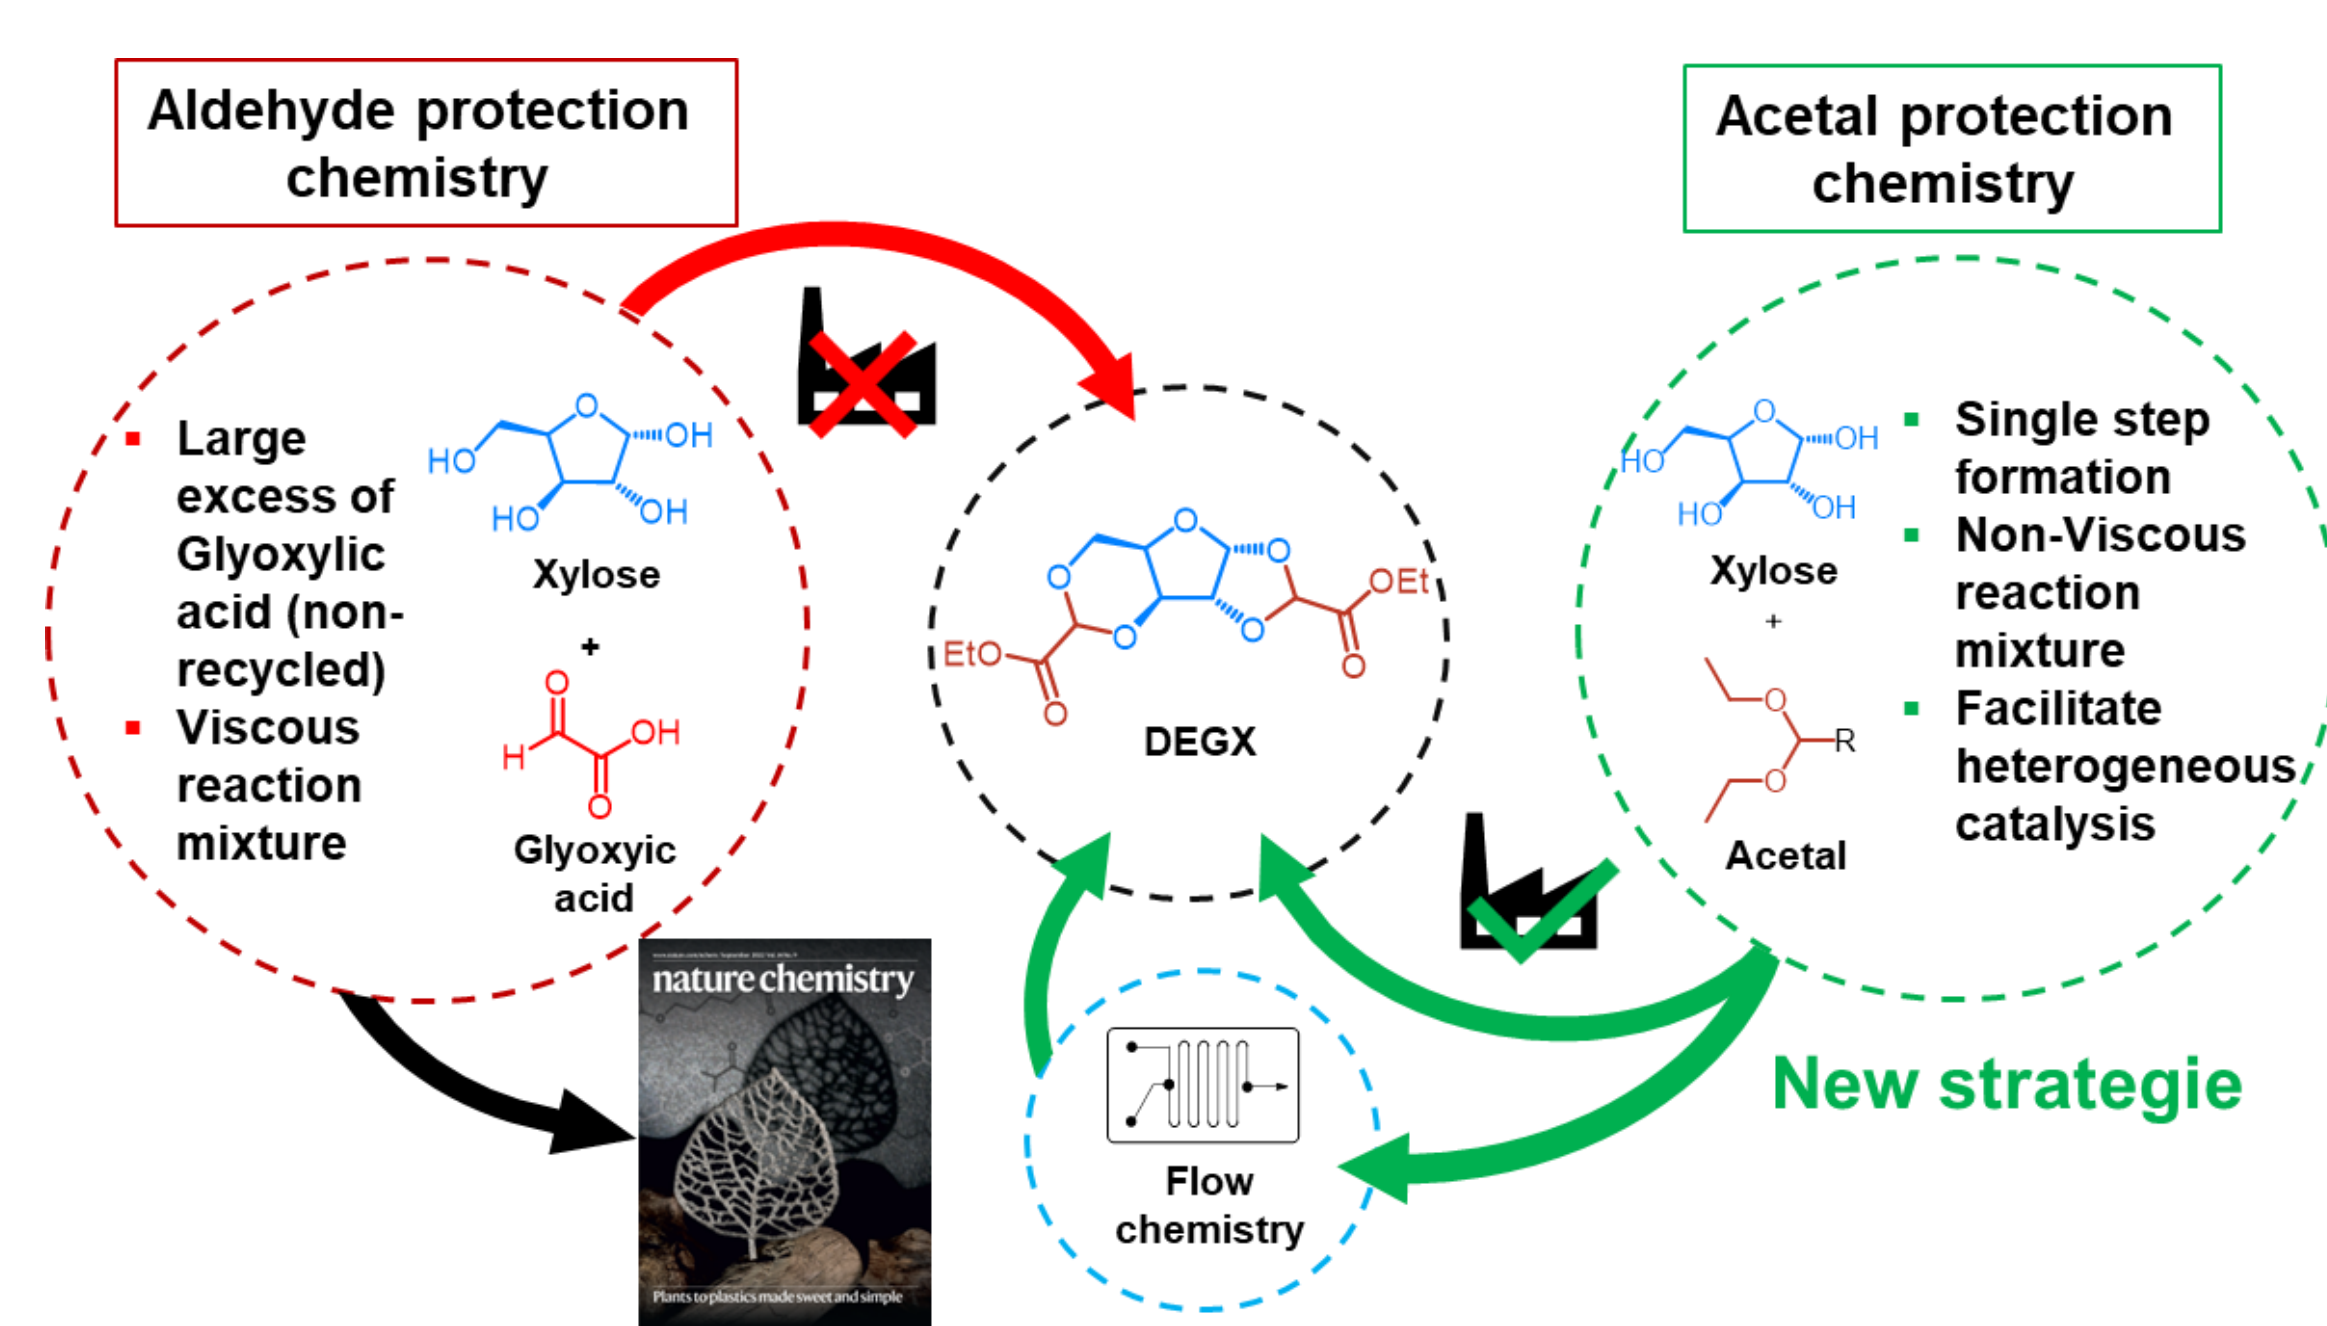 Aldehyde protection
chemistry
Acetal protection
chemistry
Large
excess of
Glyoxylic
acid (non-
recycled)
Viscous
reaction
mixture
O
OH
HO
HO
OH
Xylose
+
O
H
OH
O
Glyoxyic
acid
O
O
O
OEt
O
O
EtO
O
O
DEGX
O
OH
HO
HO
OH
Xylose
+
O
R
O
Acetal
Single step
formation
Non-Viscous
reaction
mixture
Facilitate
heterogeneous
catalysis
nature chemistry
Plants to plastics made sweet and simple
Flow
chemistry
New strategie